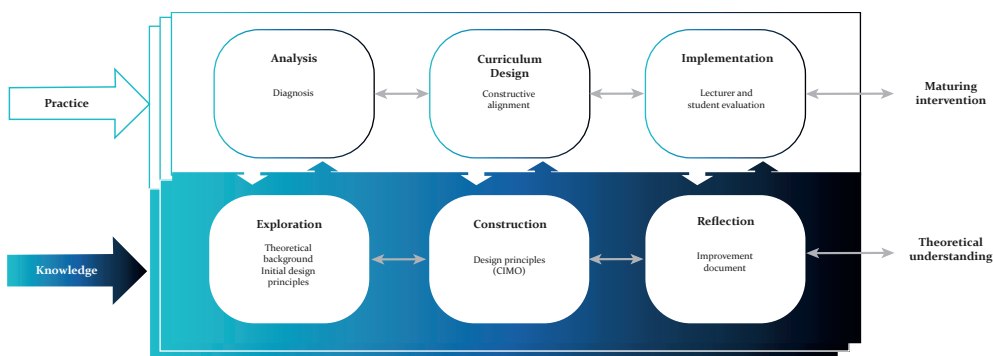 Practice
Analysis
Diagnosis
Curriculum
Design
Constructive
alignment
Implementation
Lecturer and
student evaluation
Maturing
intervention
Knowledge
Exploration
Theoretical
background
Initial design
principles
Construction
Design principles
(CIMO)
Reflection
Improvement
document
Theoretical
understanding